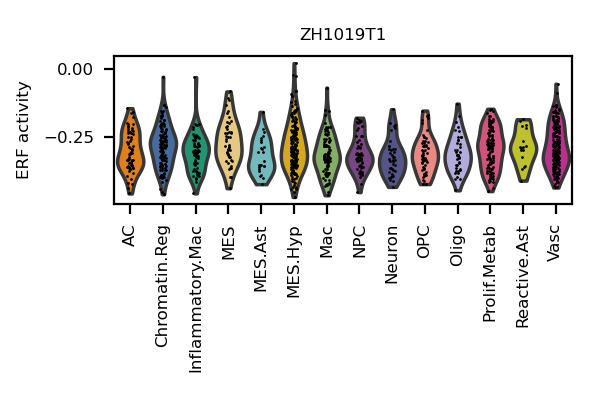 ZH1019T1
ERF activity
0.00
−0.25
AC
Chromatin.Reg
Inflammatory.Mac
MES
MES.Ast
MES.Hyp
Mac
NPC
Neuron
OPC
Oligo
Prolif.Metab
Reactive.Ast
Vasc